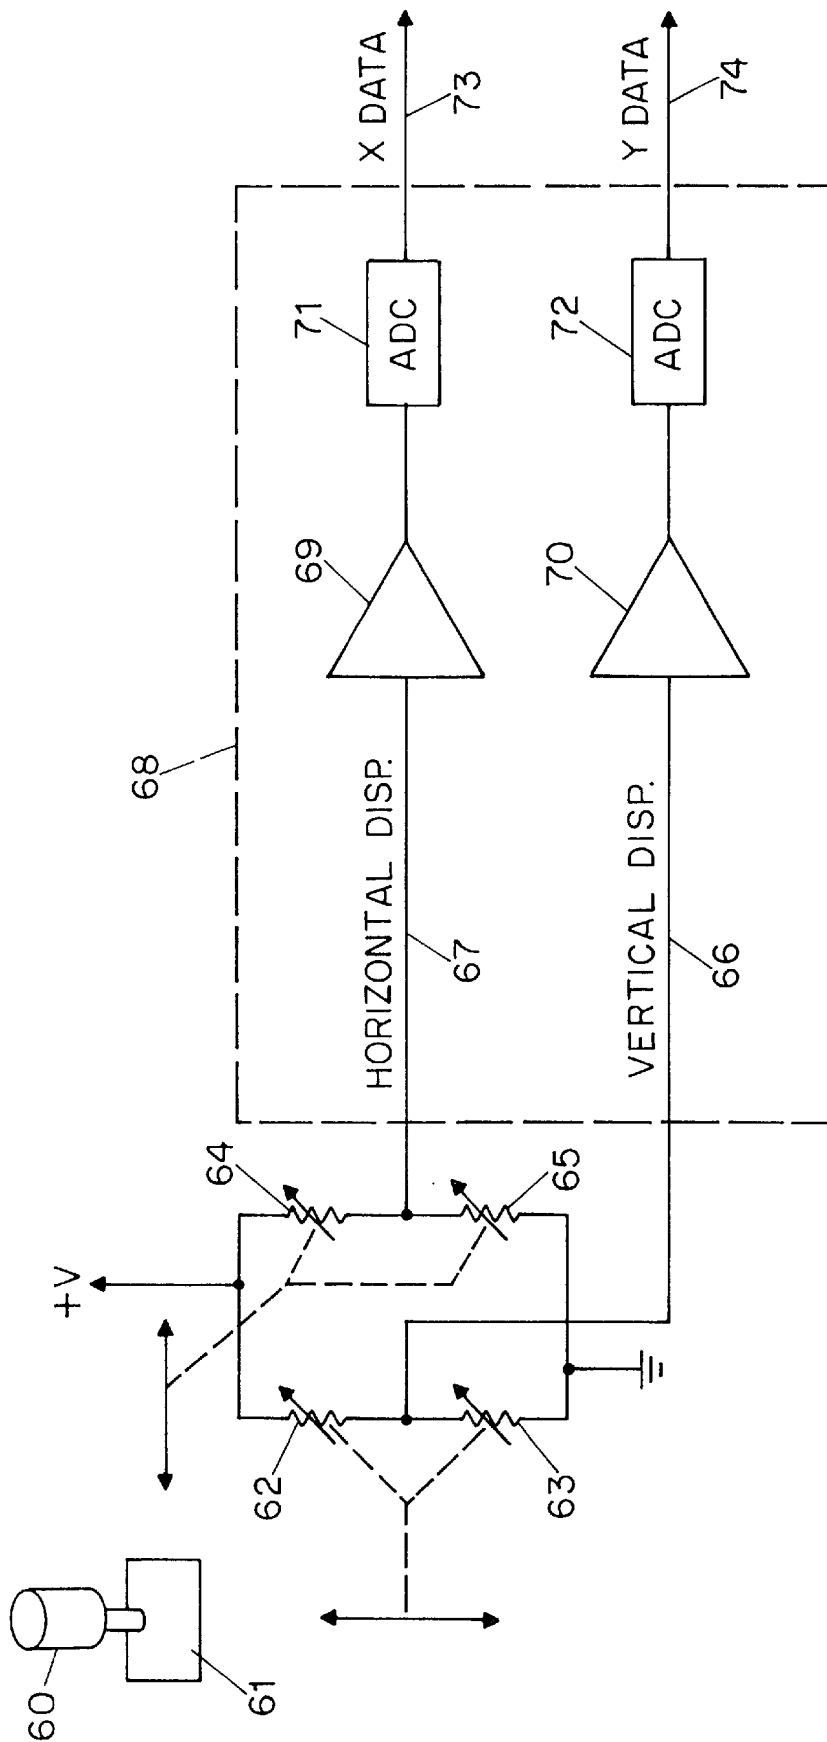 60
61
+V
62
64
63
65
68
HORIZONTAL DISP.
67
69
71
ADC
X DATA
73
VERTICAL DISP.
66
70
72
ADC
Y DATA
74